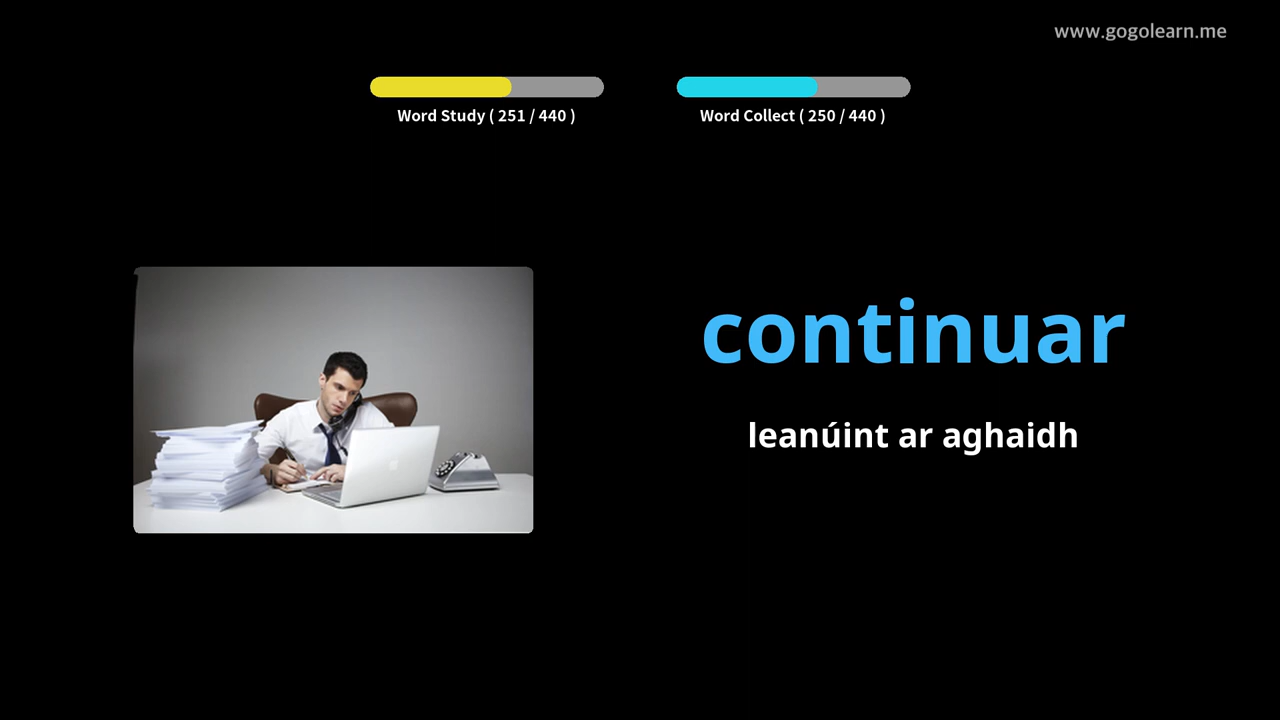 www.gogolearn.me
Word Study ( 251 / 440 )
Word Collect ( 250 / 440 )
continuar
leanúint ar aghaidh